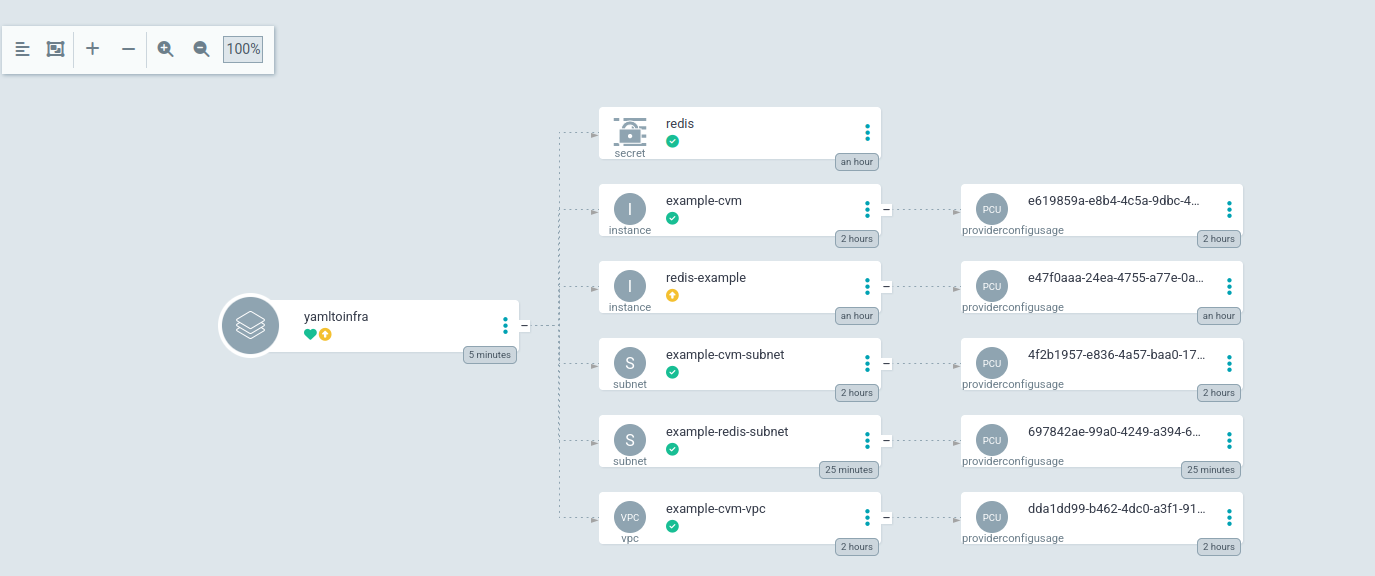 100%
redis
secret
an hour
I
example-cvm
instance
2 hours
PCU
e619859a-e8b4-4c5a-9dbc-4...
providerconfigusage
2 hours
I
redis-example
instance
an hour
PCU
e47f0aaa-24ea-4755-a77e-0a...
providerconfigusage
an hour
yamltoinfra
5 minutes
S
example-cvm-subnet
subnet
2 hours
PCU
4f2b1957-e836-4a57-baa0-17...
providerconfigusage
2 hours
S
example-redis-subnet
subnet
25 minutes
PCU
697842ae-99a0-4249-a394-6...
providerconfigusage
25 minutes
VPC
example-cvm-vpc
vpc
2 hours
PCU
dda1dd99-b462-4dc0-a3f1-91...
providerconfigusage
2 hours